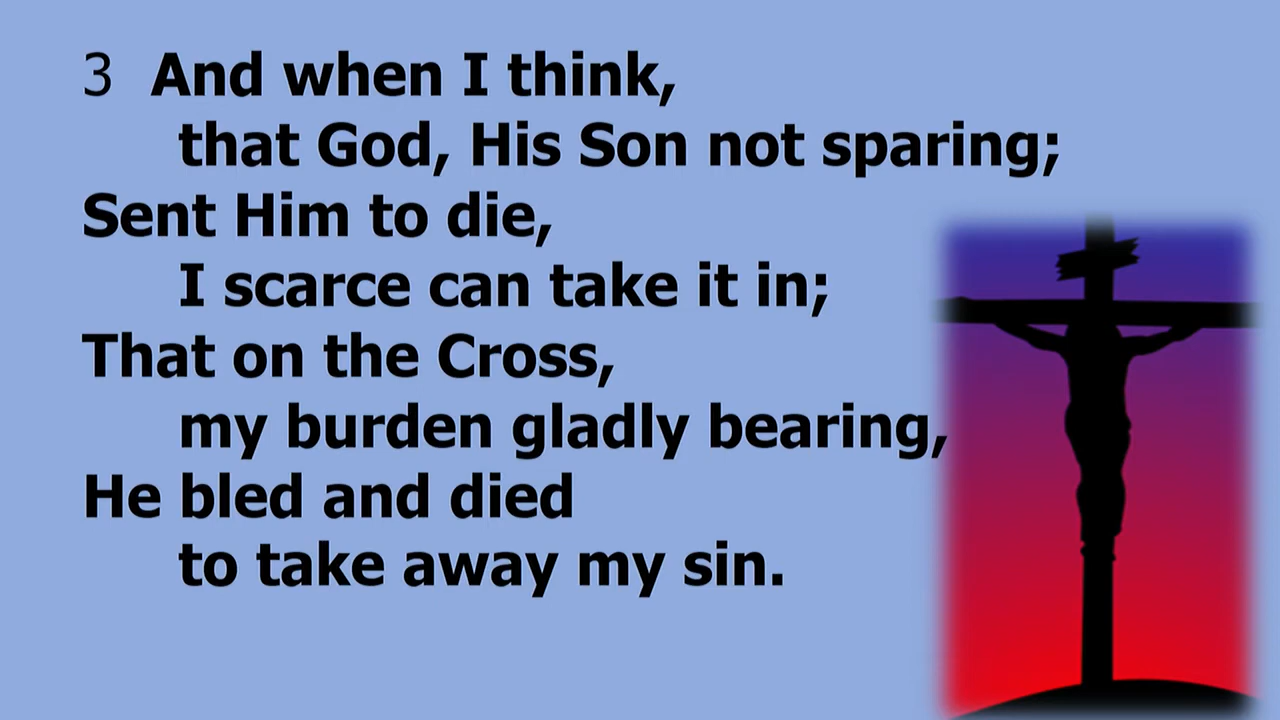 3 And when I think,
that God, His Son not sparing;
Sent Him to die,
I scarce can take it in;
That on the Cross,
my burden gladly bearing,
He bled and died
to take away my sin.